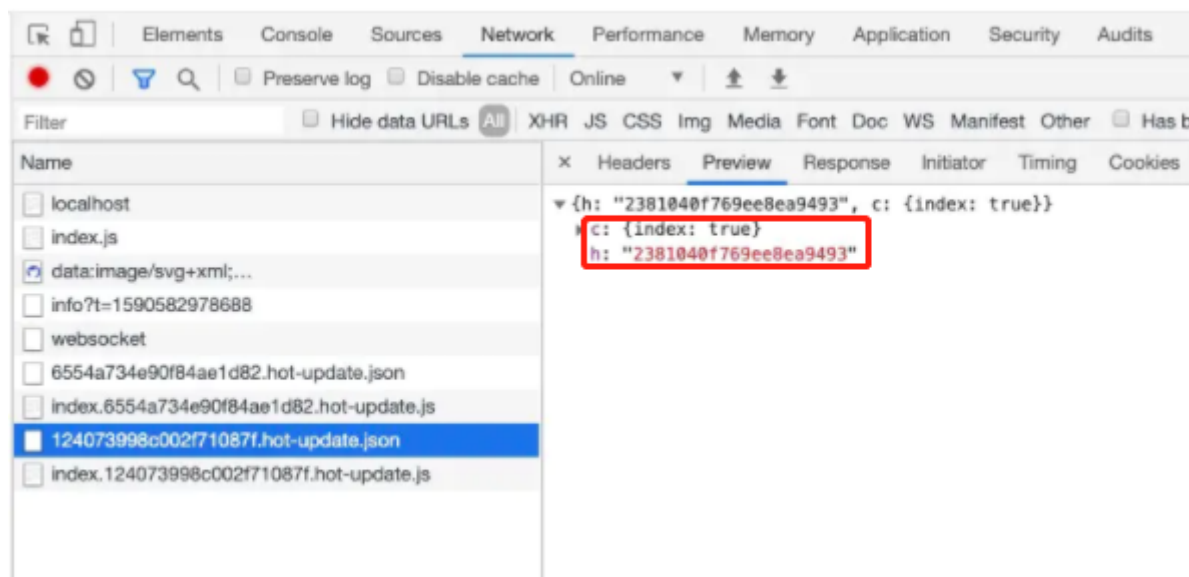 Elements Console Sources Network Performance Memory Application Security Audits
Preserve log Disable cache Online
Filter Hide data URLs All XHR JS CSS Img Media Font Doc WS Manifest Other Has b
Name × Headers Preview Response Initiator Timing Cookies
localhost
index.js
data:image/svg+xml;...
info?t=1590582978688
websocket
6554a734e90f84ae1d82.hot-update.json
index.6554a734e90f84ae1d82.hot-update.js
124073998c002f71087f.hot-update.json
index.124073998c002f71087f.hot-update.js
{h: "2381040f769ee8ea9493", c: {index: true}}
c: {index: true}
h: "2381040f769ee8ea9493"